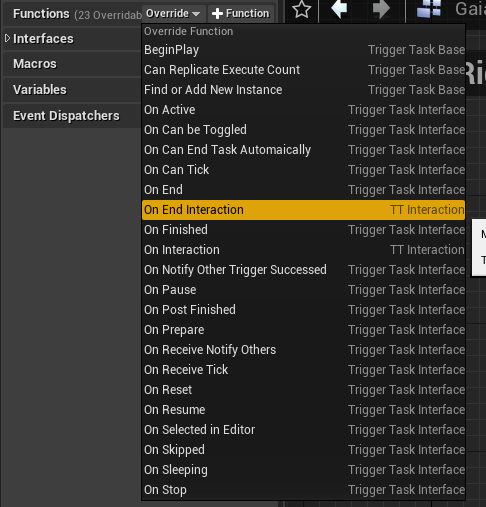 Functions (23 Overridab Override + Function Gaia
Override Function
Interfaces
BeginPlay Trigger Task Base
Macros
Can Replicate Execute Count Trigger Task Base
Variables
Find or Add New Instance Trigger Task Base
Event Dispatchers
On Active Trigger Task Interface
On Can be Toggled Trigger Task Interface
On Can End Task Automaically Trigger Task Interface
On Can Tick Trigger Task Interface
On End Trigger Task Interface
On End Interaction TT Interaction
On Finished Trigger Task Interface
On Interaction TT Interaction
On Notify Other Trigger Successed Trigger Task Interface
On Pause Trigger Task Interface
On Post Finished Trigger Task Interface
On Prepare Trigger Task Interface
On Receive Notify Others Trigger Task Interface
On Receive Tick Trigger Task Interface
On Reset Trigger Task Interface
On Resume Trigger Task Interface
On Selected in Editor Trigger Task Interface
On Skipped Trigger Task Interface
On Sleeping Trigger Task Interface
On Stop Trigger Task Interface